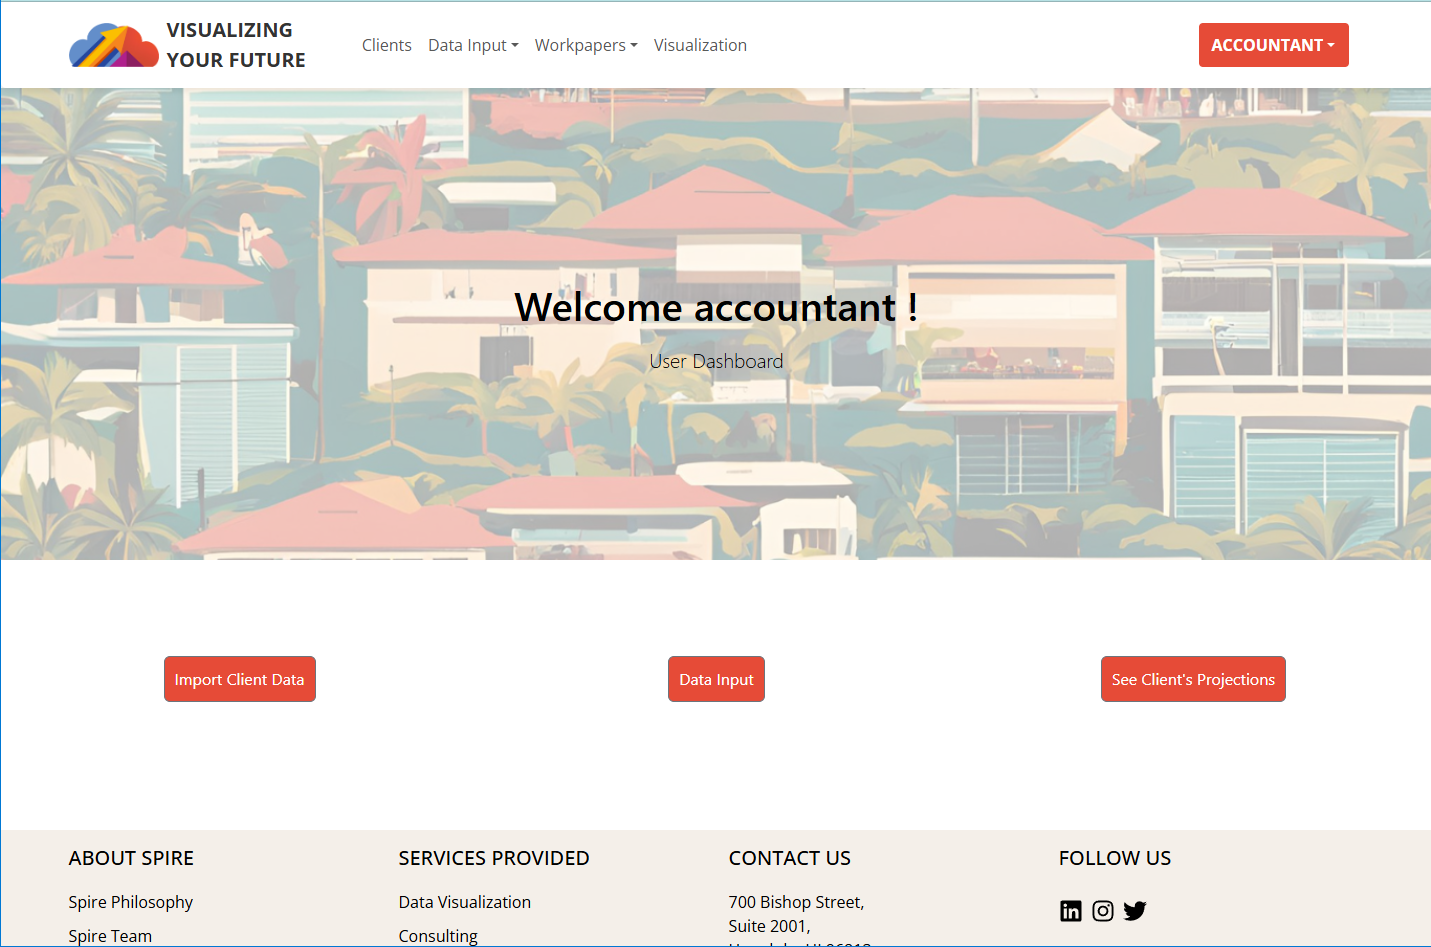 VISUALIZING
YOUR FUTURE
Clients
Data Input
Workpapers
Visualization
ACCOUNTANT
Welcome accountant !
User Dashboard
Import Client Data
Data Input
See Client's Projections
ABOUT SPIRE
Spire Philosophy
Spire Team
SERVICES PROVIDED
Data Visualization
Consulting
CONTACT US
700 Bishop Street,
Suite 2001,
FOLLOW US